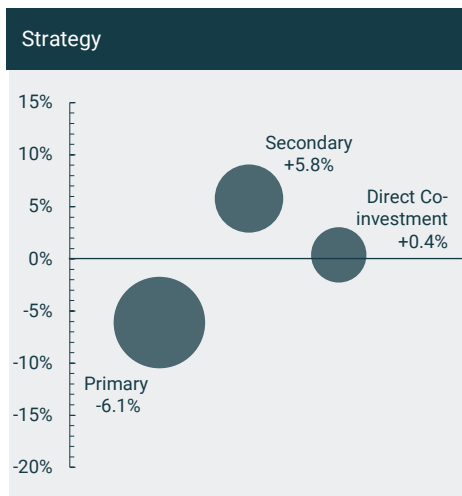 Strategy
15%
10%
5%
0%
-5%
-10%
-15%
-20%
Secondary
+5.8%
Direct Co-
investment
+0.4%
Primary
-6.1%